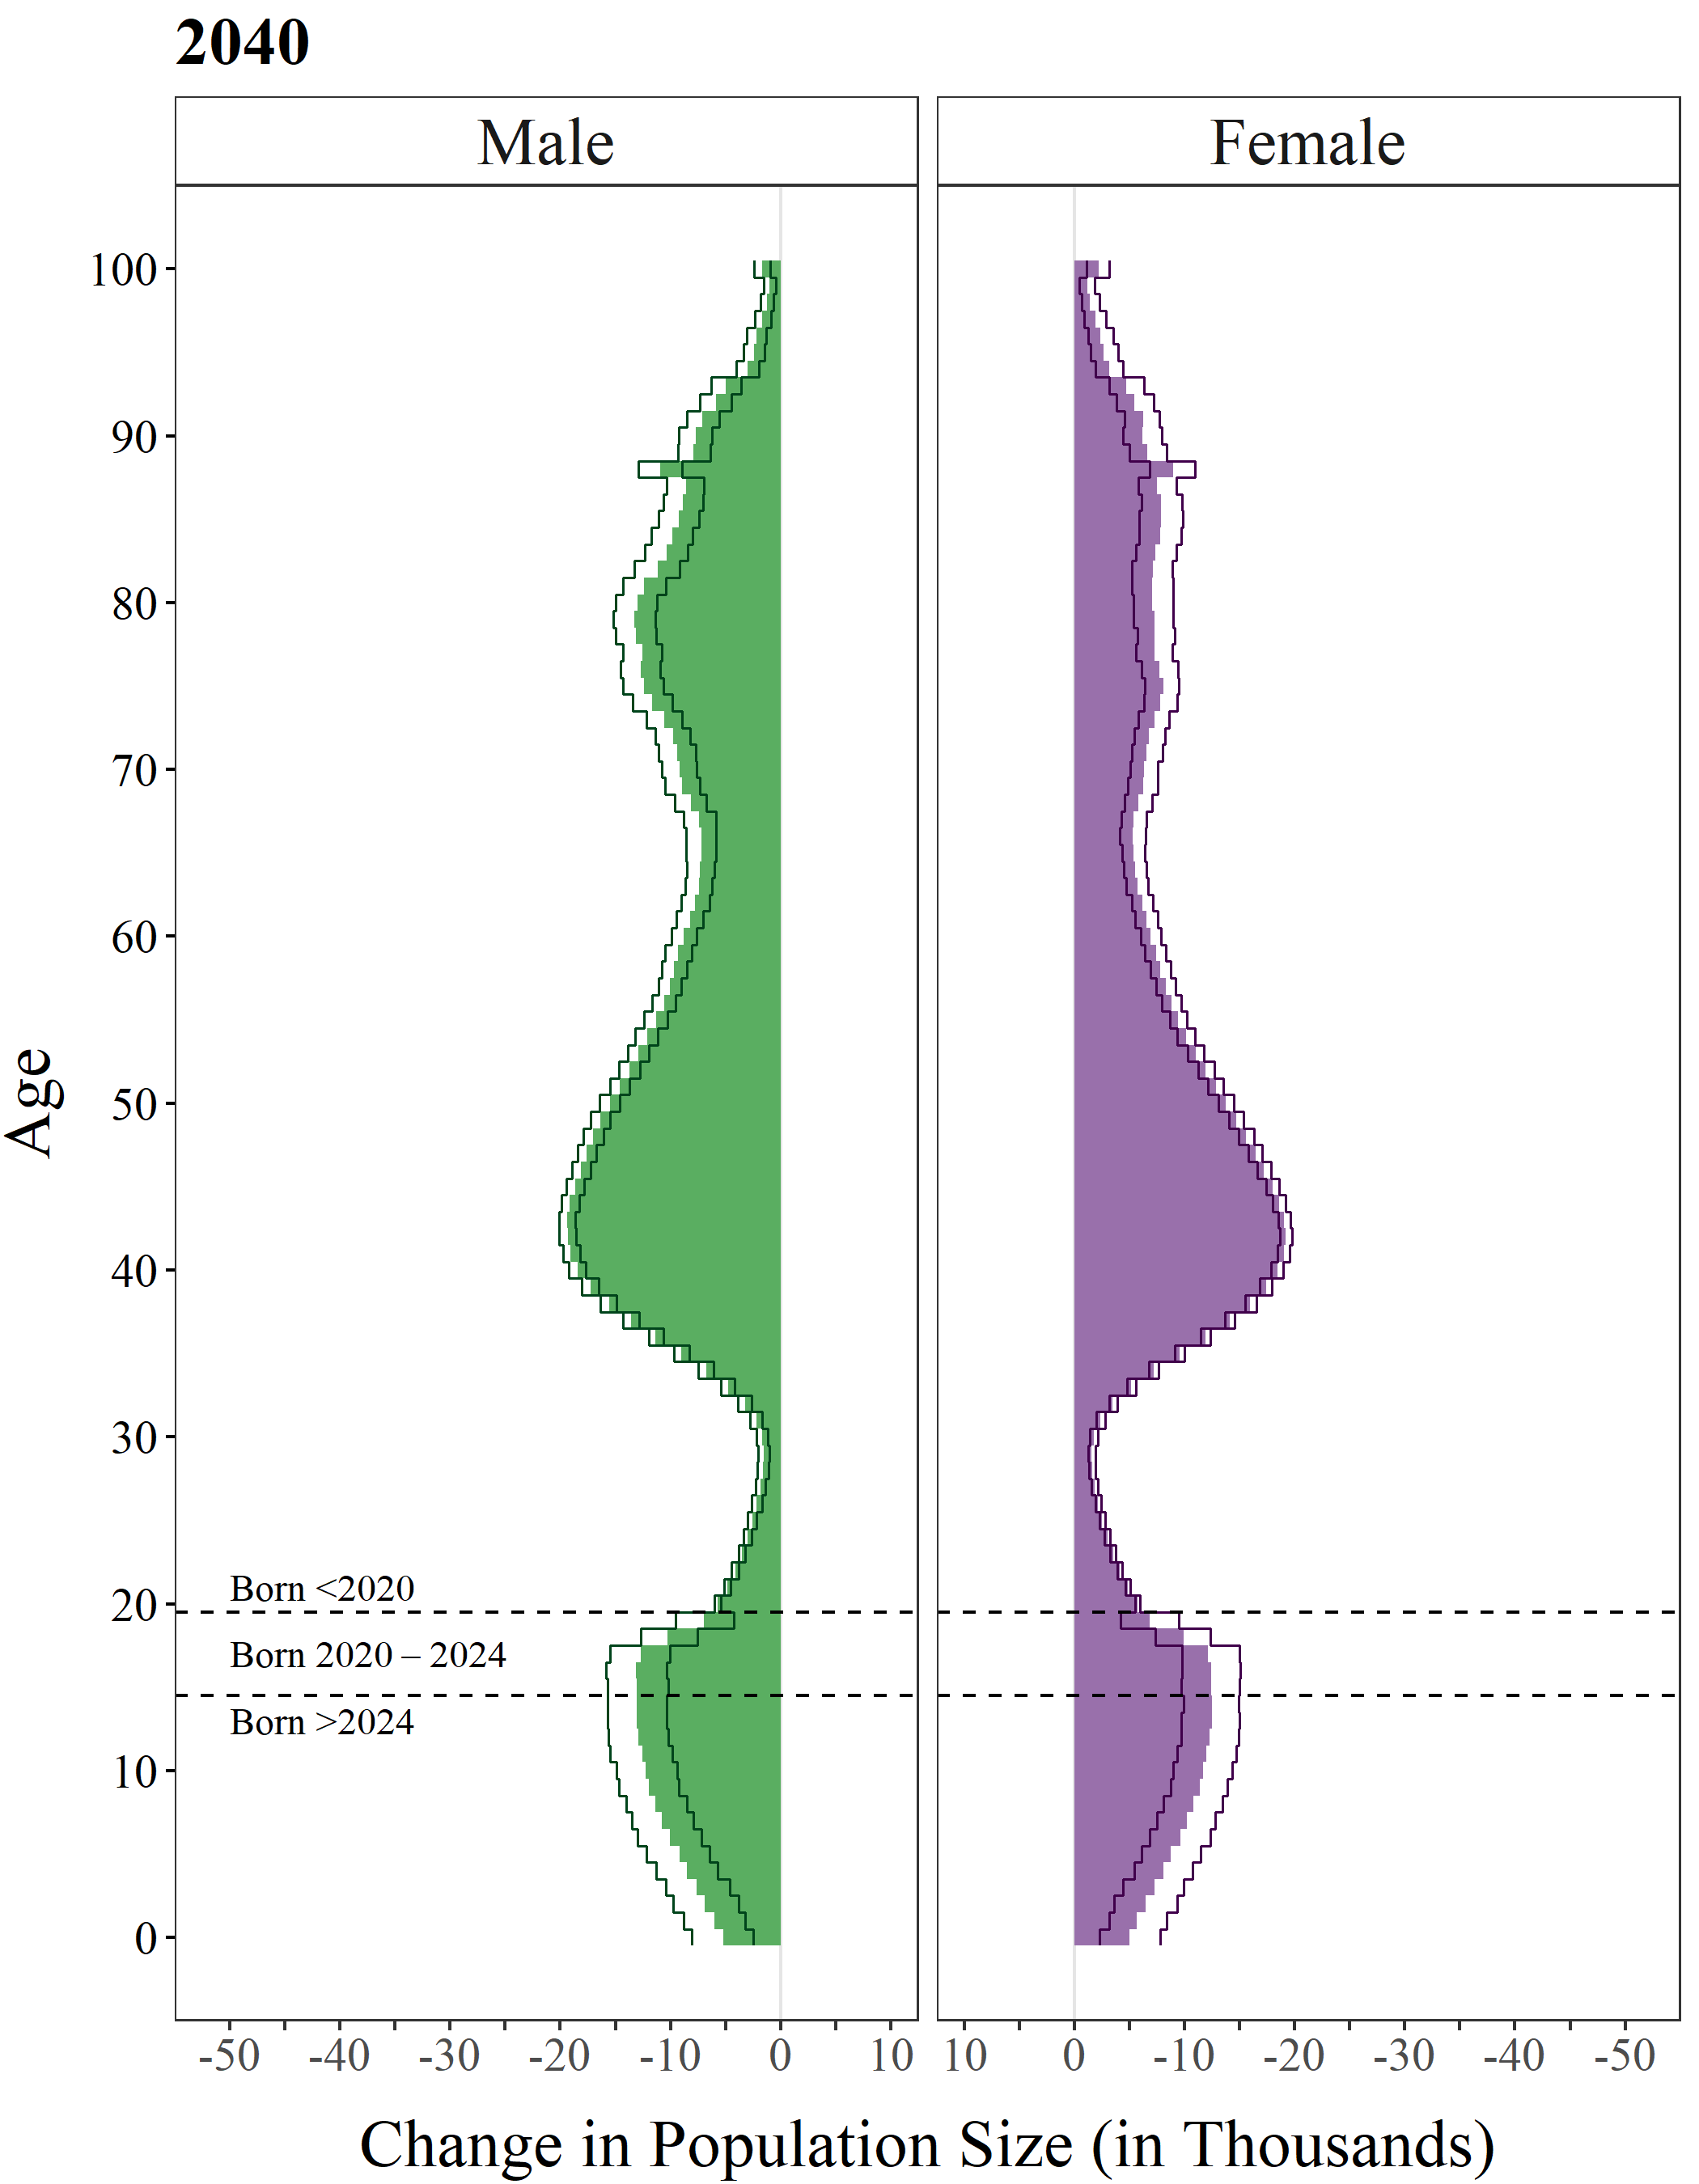 2040
Male
Female
100
90
80
70
60
50
40
30
20
10
0
Age
Born <2020
Born 2020 – 2024
Born >2024
-50 -40 -30 -20 -10 0 10
10 0 -10 -20 -30 -40 -50
Change in Population Size (in Thousands)